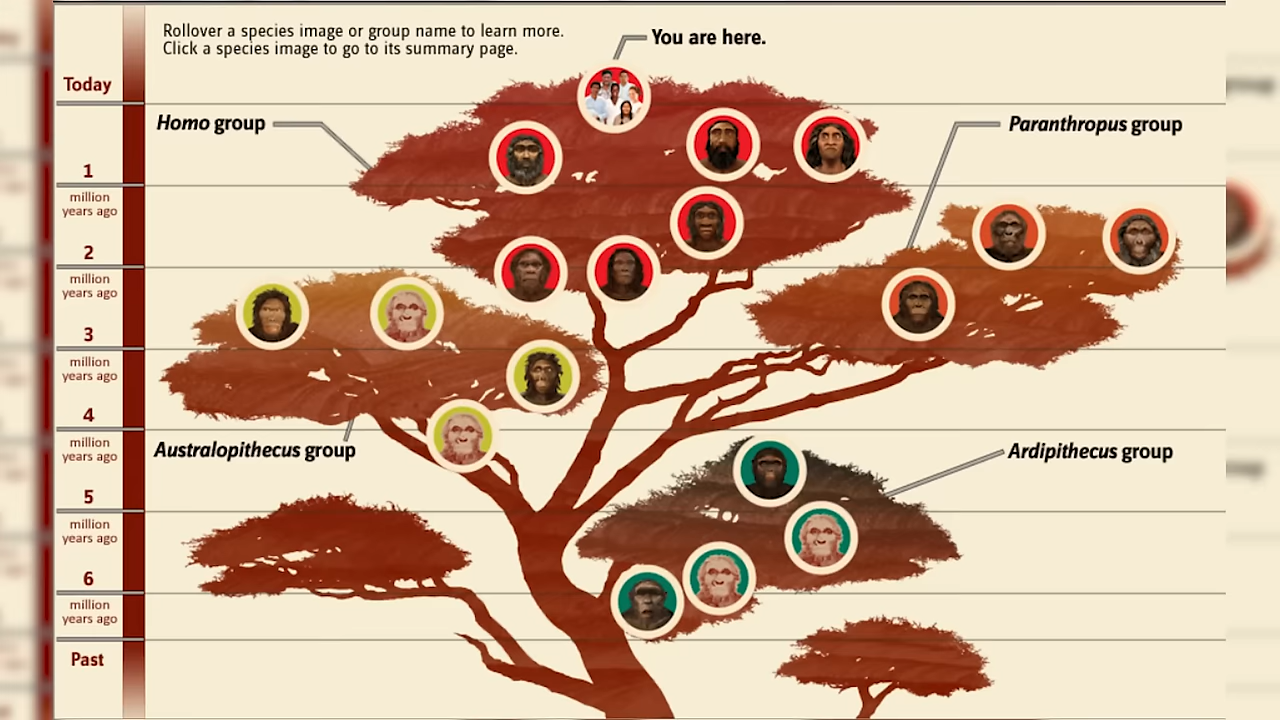 Rollover a species image or group name to learn more.
Click a species image to go to its summary page.
You are here.
Today
Homo group
Paranthropus group
1
million
years ago
2
million
years ago
3
million
years ago
4
million
years ago
Australopithecus group
Ardipithecus group
5
million
years ago
6
million
years ago
Past